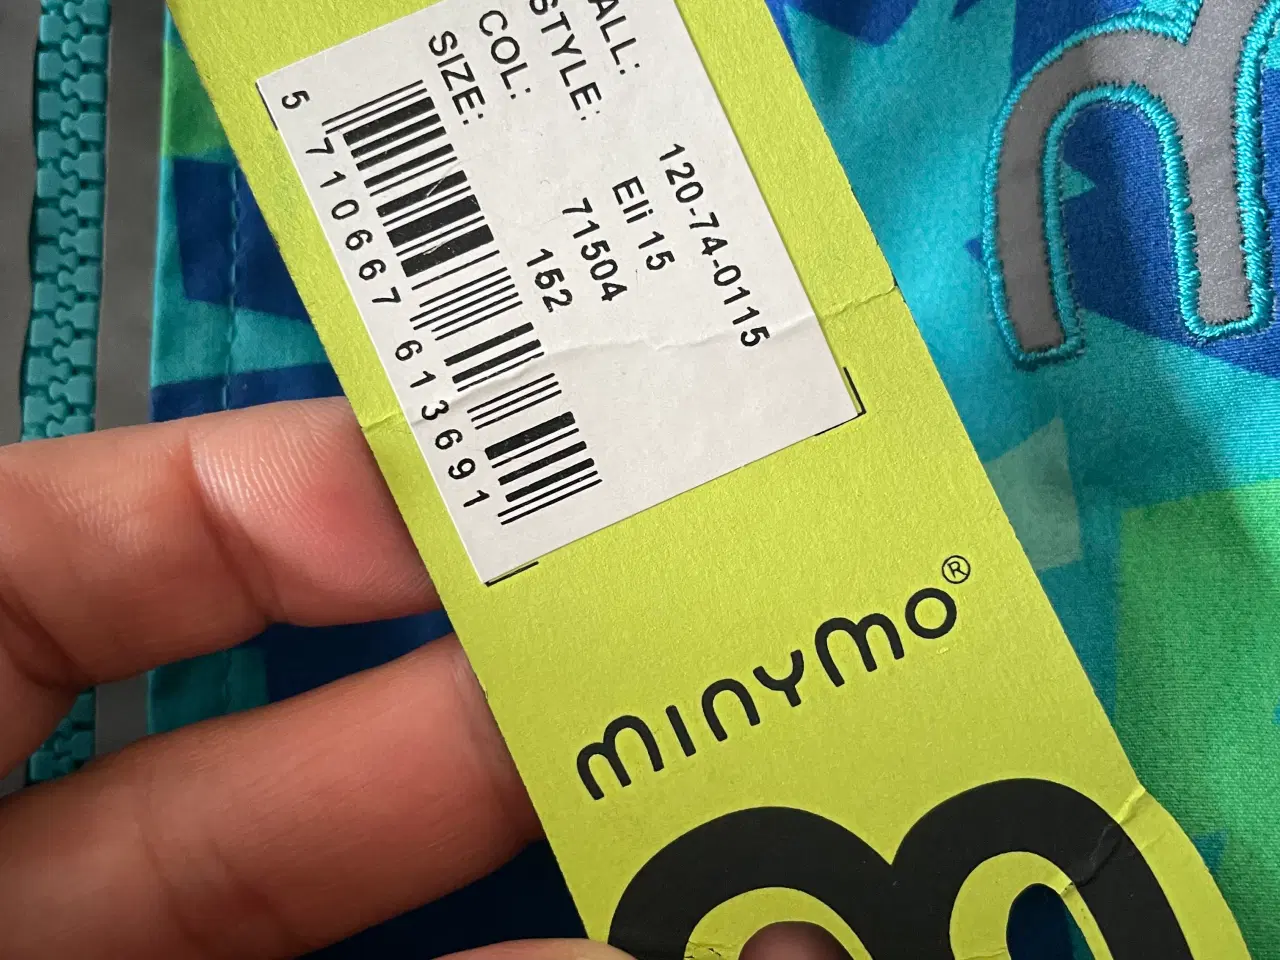 ALL: 120-74-0115
STYLE: Eli 15
COL: 71504
SIZE: 152
5 710667 613691
minymo®